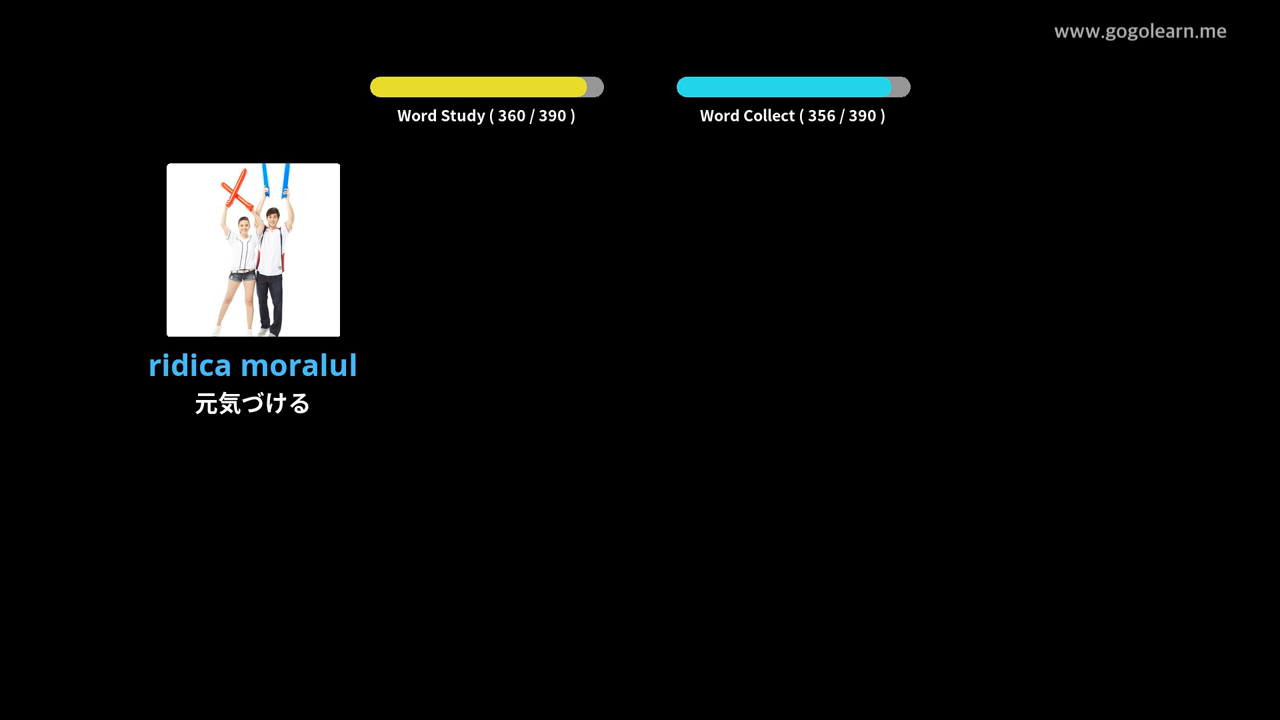 www.gogolearn.me
Word Study ( 360 / 390 )
Word Collect ( 356 / 390 )
ridica moralul
元気づける